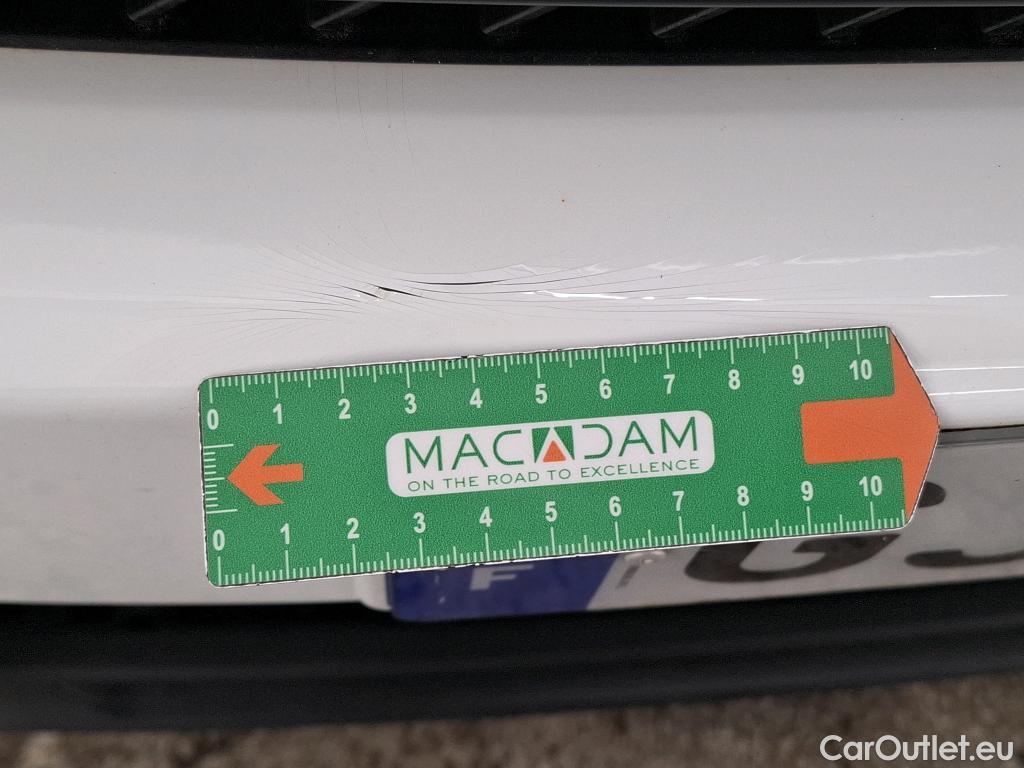 0 1 2 3 4 5 6 7 8 9 10
MACADAM
ON THE ROAD TO EXCELLENCE
0 1 2 3 4 5 6 7 8 9 10
F
CarOutlet.eu